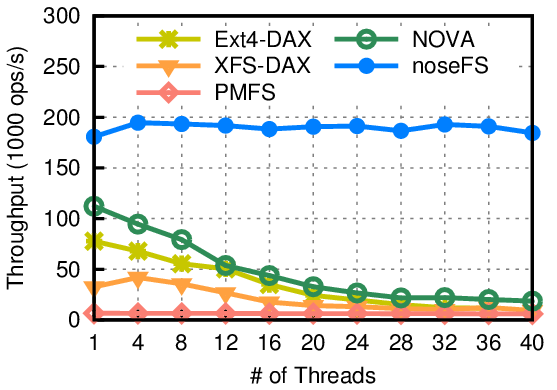 300
250
200
150
100
50
0
Throughput (1000 ops/s)
Ext4-DAX
XFS-DAX
PMFS
NOVA
noseFS
1 4 8 12 16 20 24 28 32 36 40
# of Threads